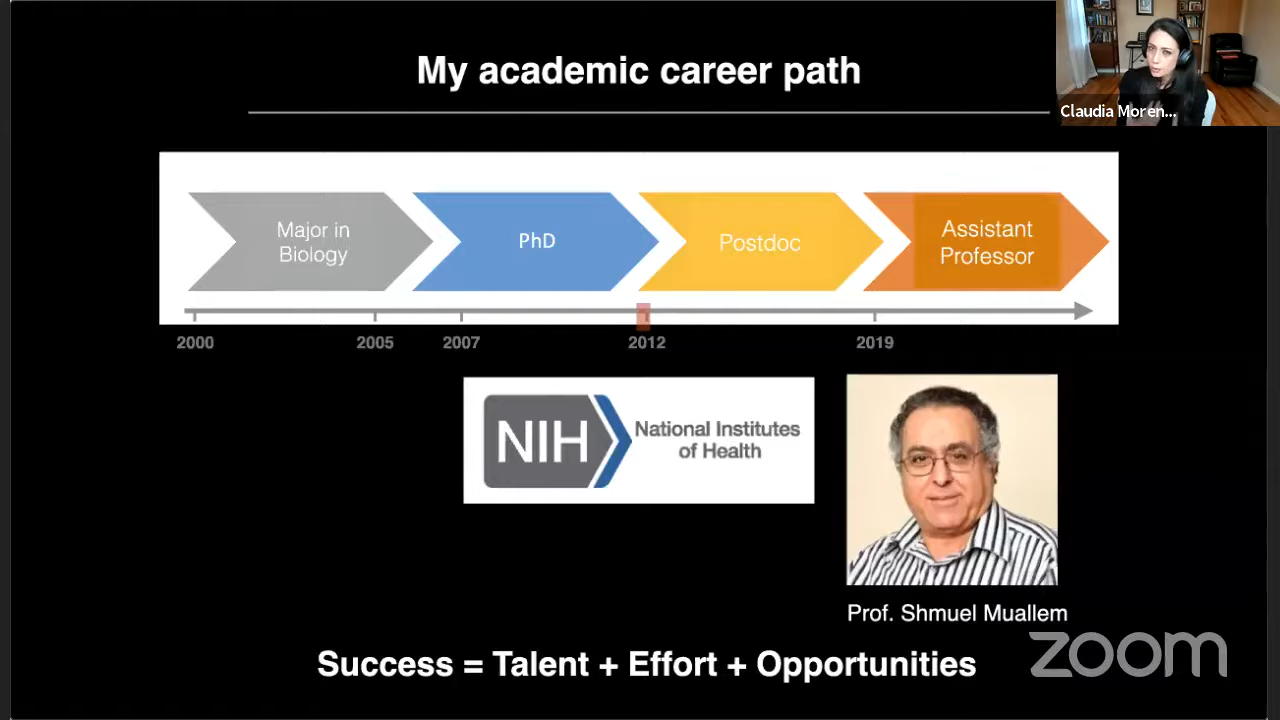 My academic career path
Claudia Moren...
Major in
Biology
PhD
Postdoc
Assistant
Professor
2000
2005
2007
2012
2019
NIH
National Institutes
of Health
Prof. Shmuel Muallem
Success = Talent + Effort + Opportunities
zoom